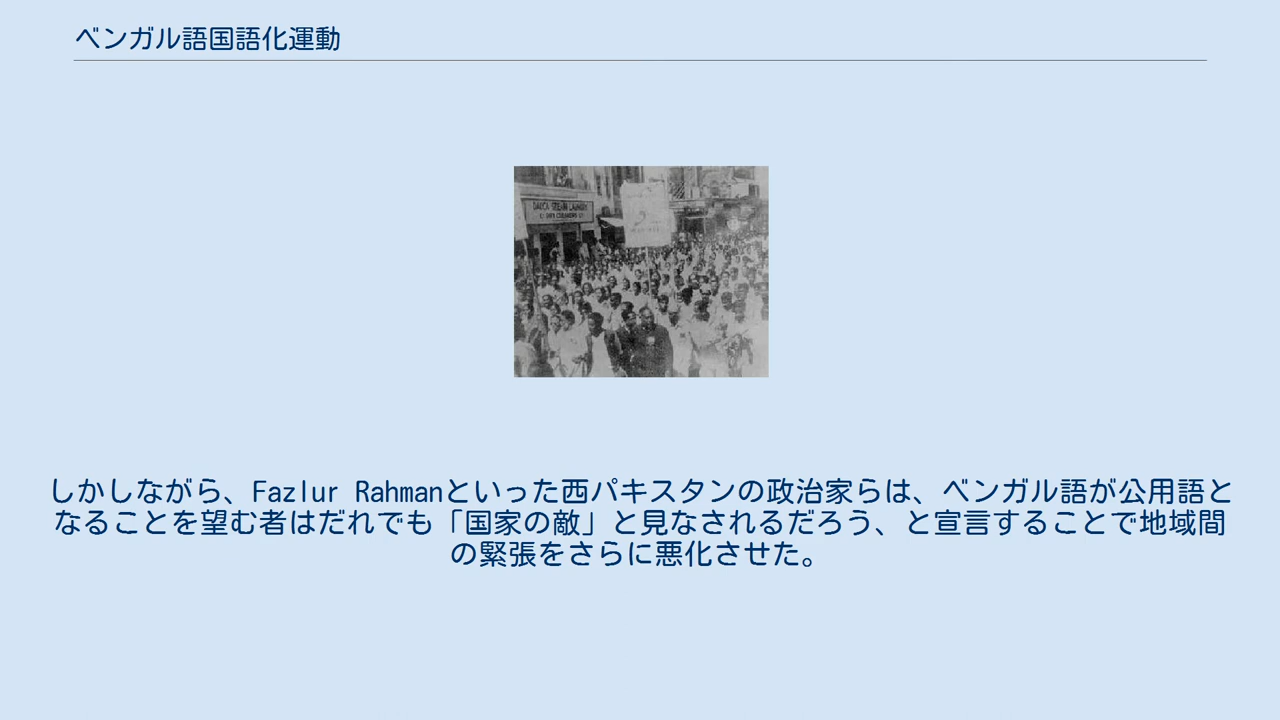 ベンガル語国語化運動
DACCA STEAM LAUNDRY
しかしながら、Fazlur Rahmanといった西パキスタンの政治家らは、ベンガル語が公用語と
なることを望む者はだれでも「国家の敵」と見なされるだろう、と宣言することで地域間
の緊張をさらに悪化させた。